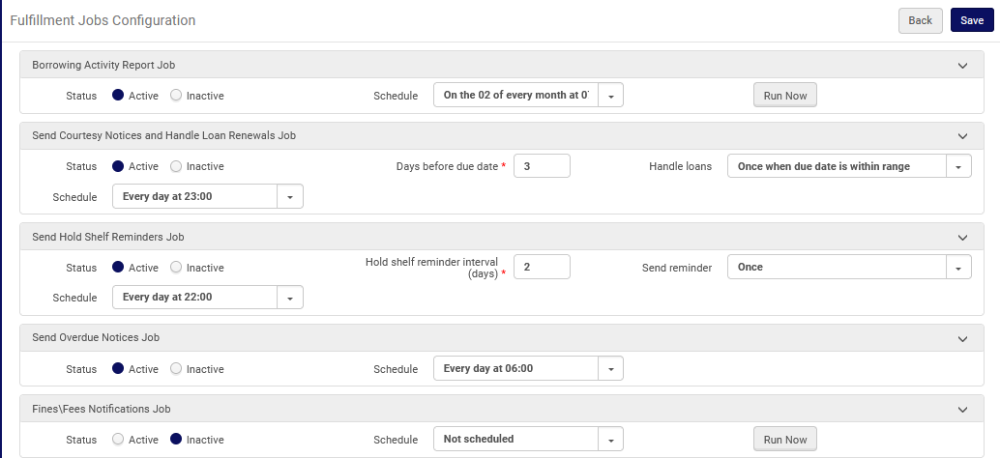 Fulfillment Jobs Configuration Back Save
Borrowing Activity Report Job
Status Active Inactive Schedule On the 02 of every month at 0 Run Now
Send Courtesy Notices and Handle Loan Renewals Job
Status Active Inactive Days before due date * 3 Handle loans Once when due date is within range
Schedule Every day at 23:00
Send Hold Shelf Reminders Job
Status Active Inactive Hold shelf reminder interval (days) * 2 Send reminder Once
Schedule Every day at 22:00
Send Overdue Notices Job
Status Active Inactive Schedule Every day at 06:00
Fines\Fees Notifications Job
Status Active Inactive Schedule Not scheduled Run Now